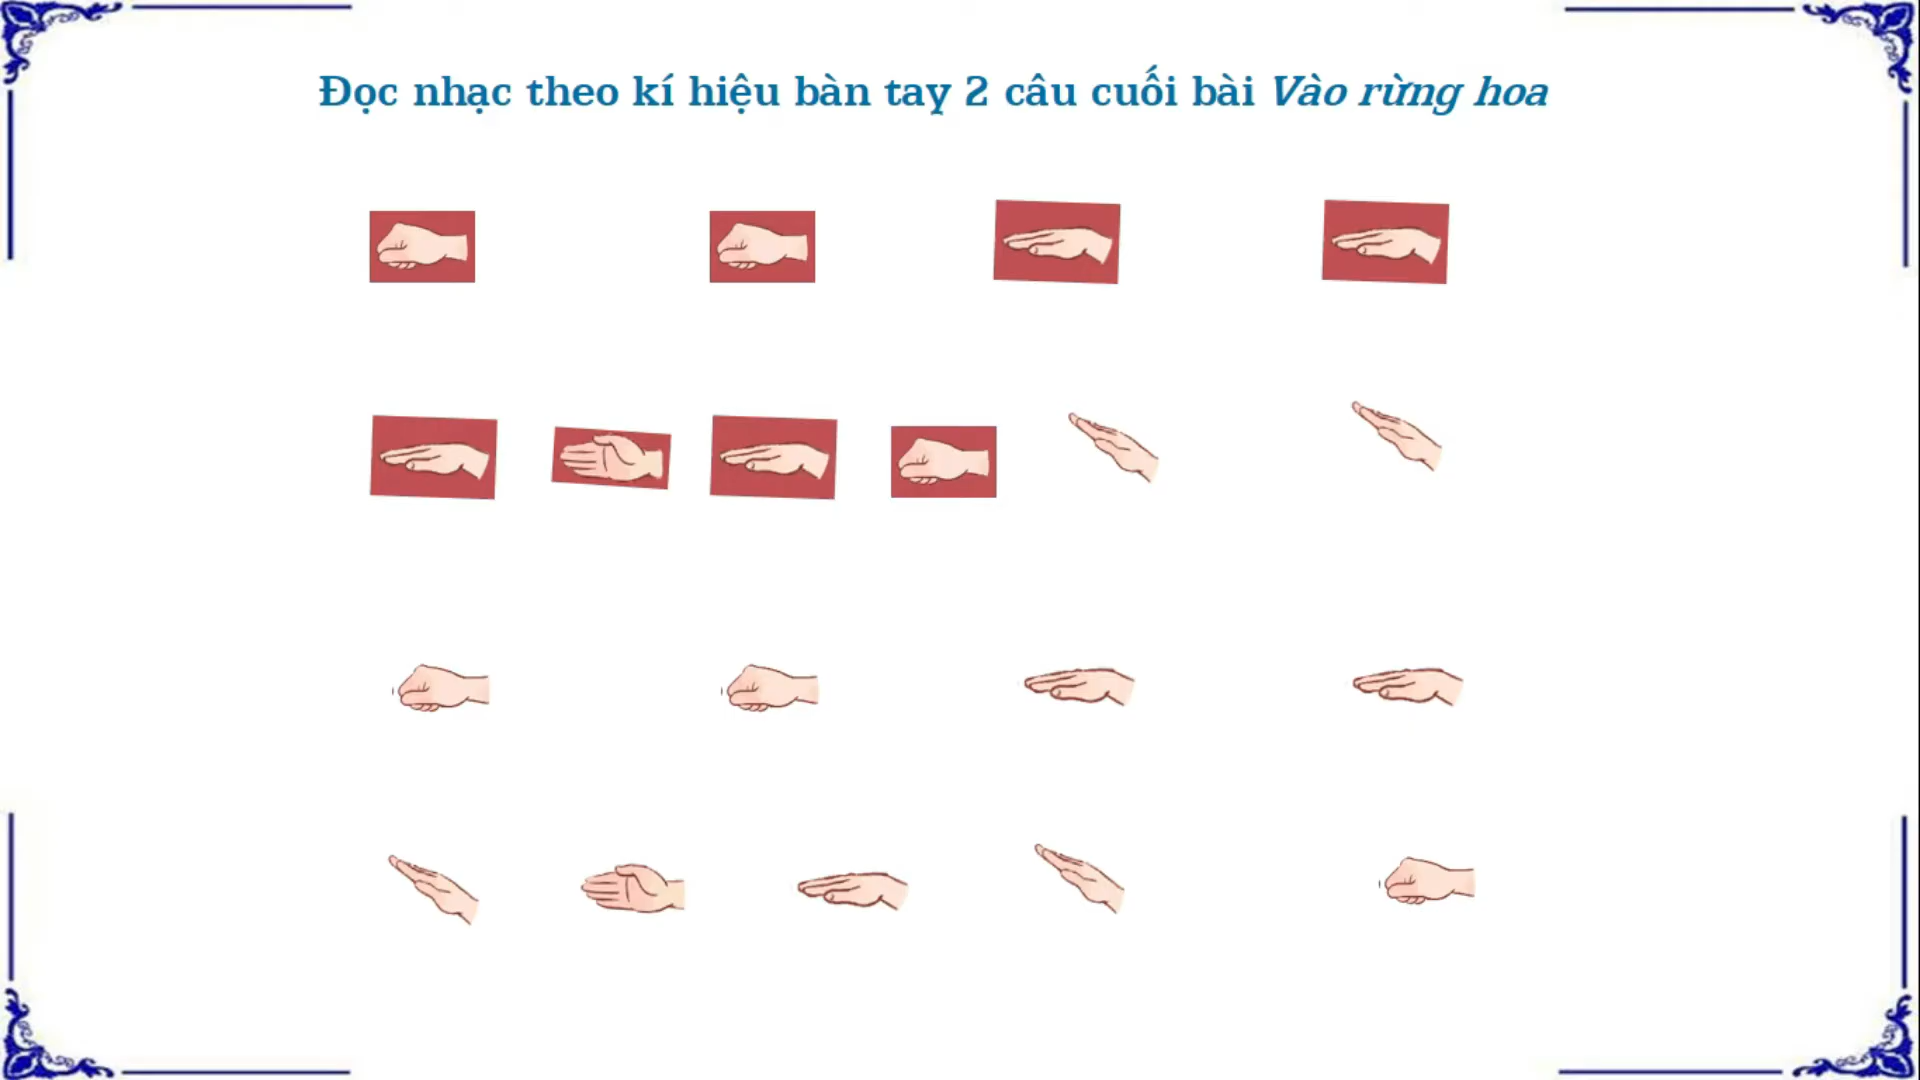 Đọc nhạc theo kí hiệu bàn tay 2 câu cuối bài Vào rừng hoa